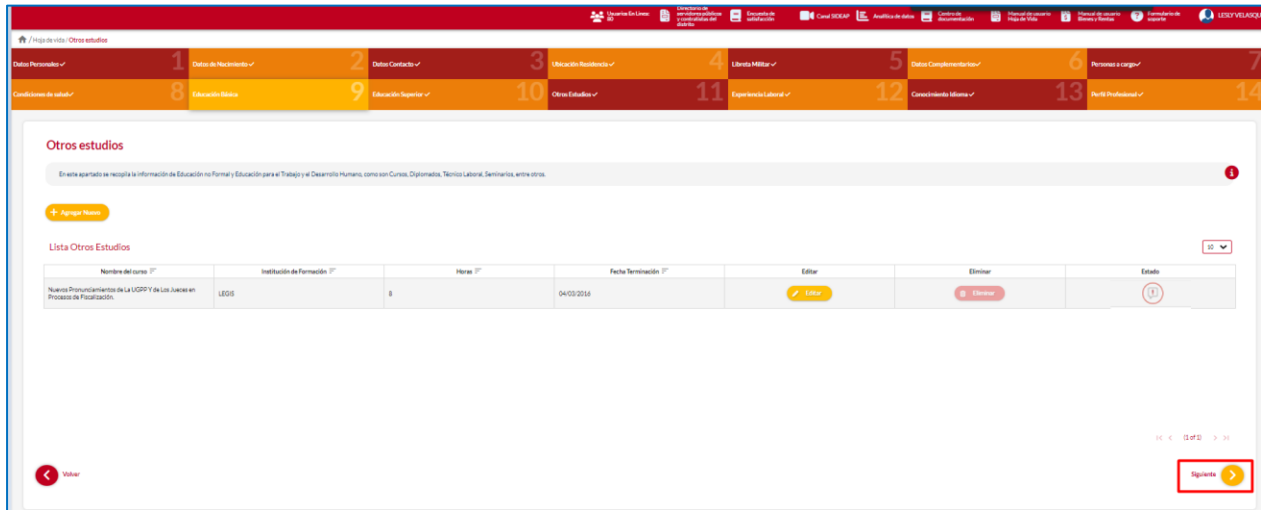 Usuarios En Línea: 80
Directorio de servidores públicos y contratistas del distrito
Encuesta de satisfacción
Canal SIDEAP
Analítica de datos
Centro de documentación
Manual de usuario Hoja de Vida
Manual de usuario Bienes y Rentas
Formulario de soporte
LESLY VELASQU
/ Hoja de vida / Otros estudios
Datos Personales 1
Datos de Nacimiento 2
Datos Contacto 3
Ubicación Residencia 4
Libreta Militar 5
Datos Complementarios 6
Personas a cargo 7
Condiciones de salud 8
Educación Básica 9
Educación Superior 10
Otros Estudios 11
Experiencia Laboral 12
Conocimiento Idioma 13
Perfil Profesional 14
Otros estudios
En este apartado se recopila la información de Educación no Formal y Educación para el Trabajo y el Desarrollo Humano, como son Cursos, Diplomados, Técnico Laboral, Seminarios, entre otros.
+ Agregar Nuevo
Lista Otros Estudios
10
Nombre del curso Institución de Formación Horas Fecha Terminación Editar Eliminar Estado
Nuevos Pronunciamientos de La UGPP Y de Los Jueces en
Procesos de Fiscalización.
LEGIS 8 04/03/2016 Editar Eliminar
(1 of 1)
Volver
Siguiente